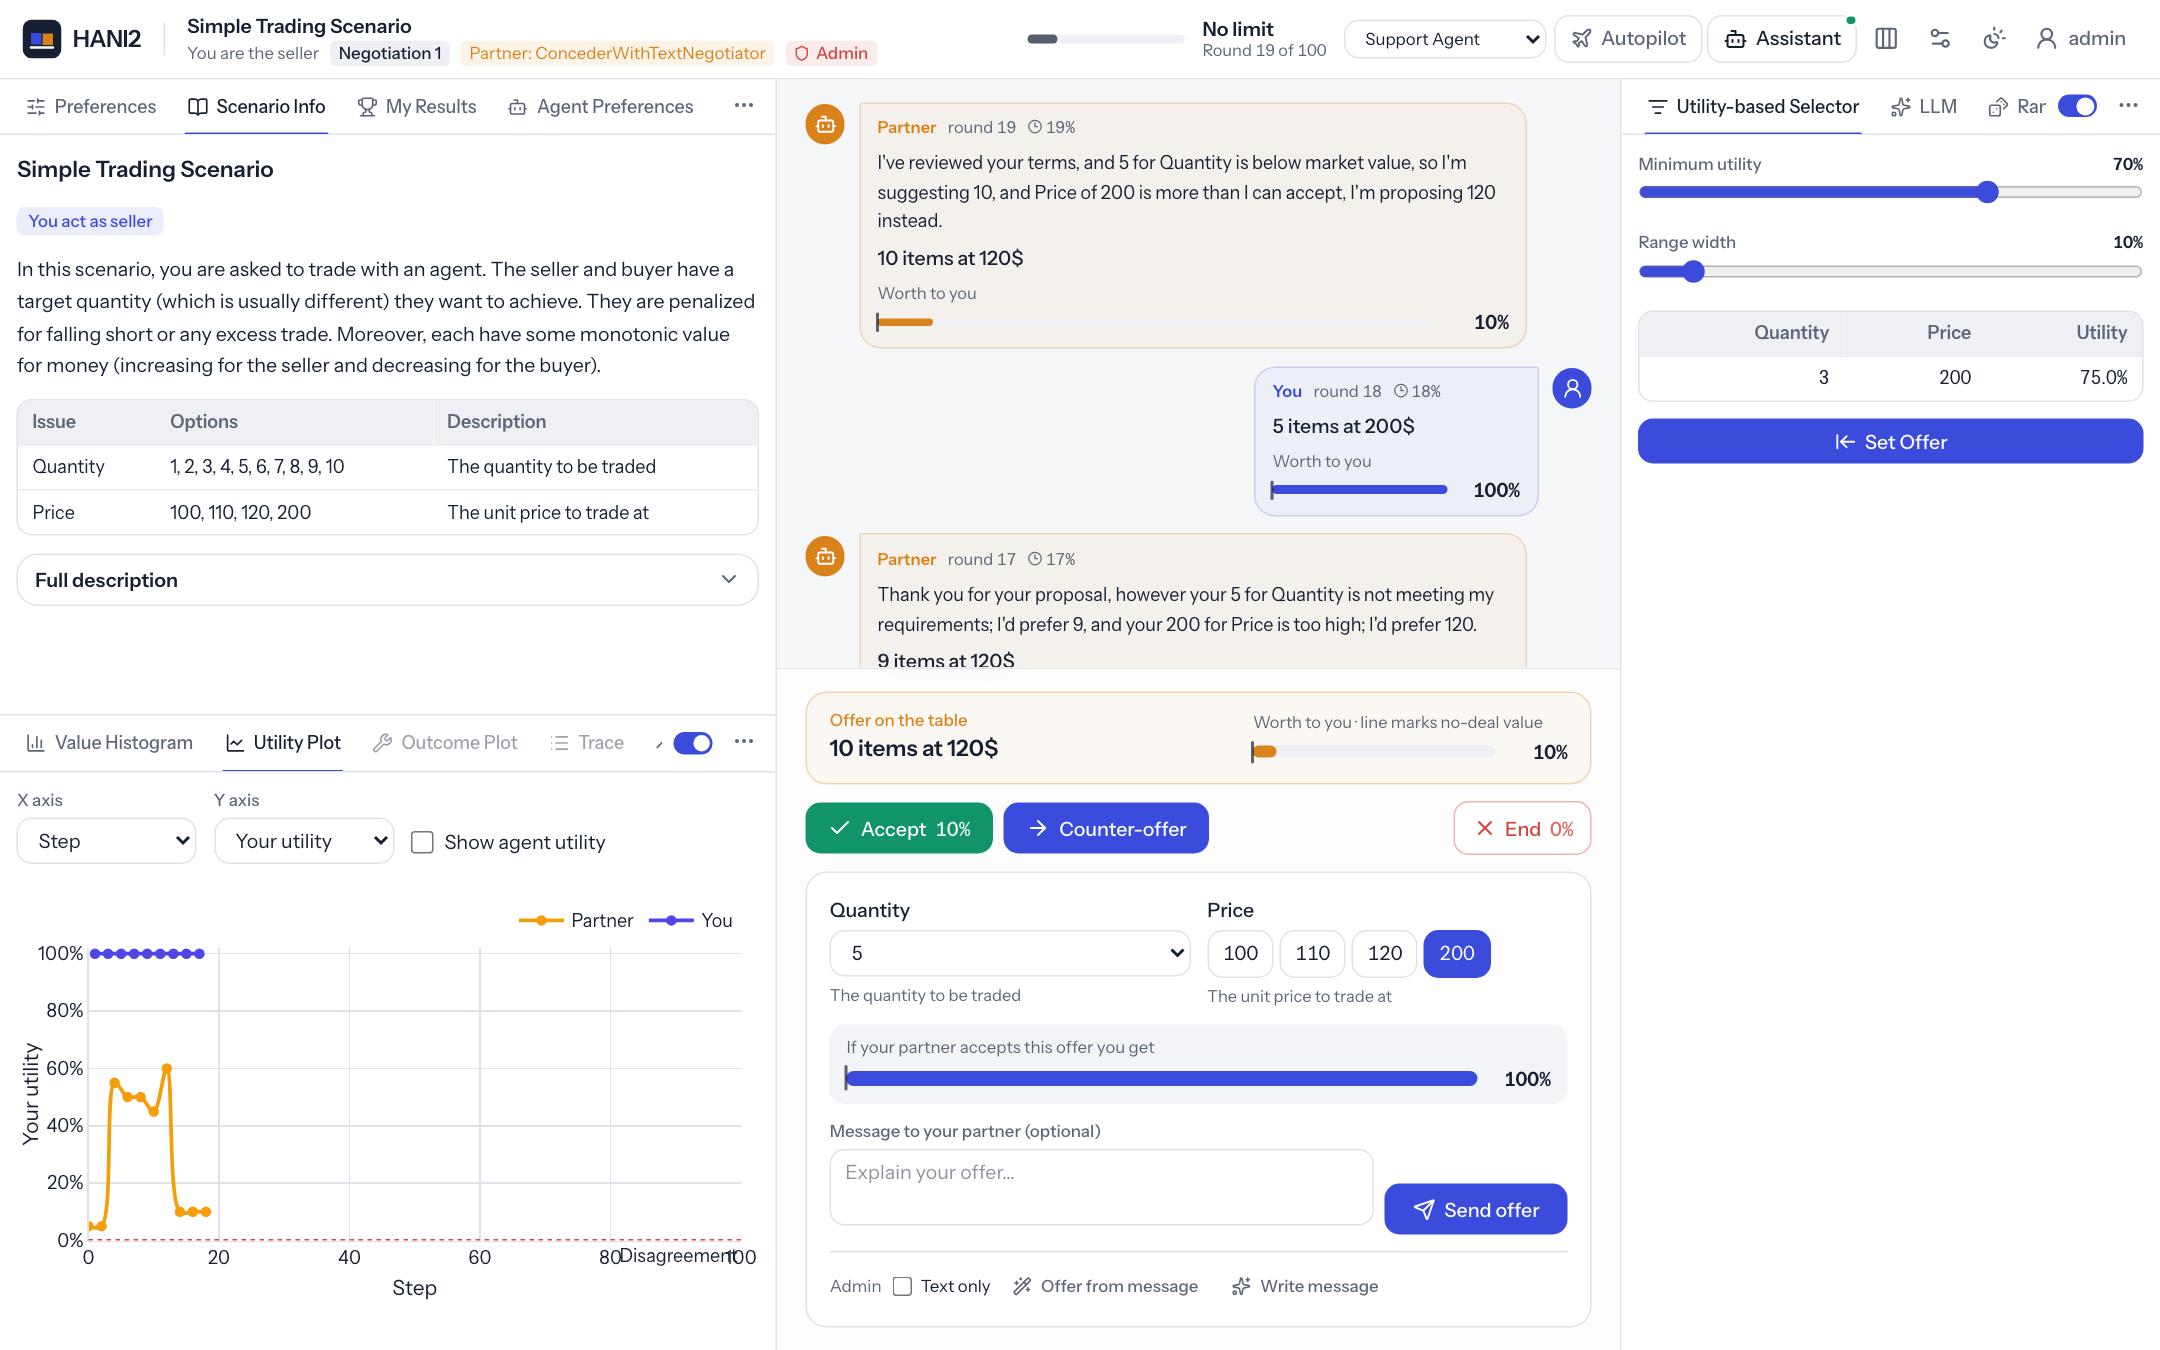 HANI2
Simple Trading Scenario
You are the seller
Negotiation 1
Partner: ConcederWithTextNegotiator
Admin
No limit
Round 19 of 100
Support Agent
Autopilot
Assistant
admin
Preferences
Scenario Info
My Results
Agent Preferences
Simple Trading Scenario
You act as seller
In this scenario, you are asked to trade with an agent. The seller and buyer have a
target quantity (which is usually different) they want to achieve. They are penalized
for falling short or any excess trade. Moreover, each have some monotonic value
for money (increasing for the seller and decreasing for the buyer).
Issue Options Description
Quantity 1, 2, 3, 4, 5, 6, 7, 8, 9, 10 The quantity to be traded
Price 100, 110, 120, 200 The unit price to trade at
Full description
Value Histogram
Utility Plot
Outcome Plot
Trace
X axis
Y axis
Step
Your utility
Show agent utility
Partner
You
100%
80%
60%
40%
20%
0%
Your utility
0 20 40 60 80 100
Disagreement
Step
Partner round 19 19%
I've reviewed your terms, and 5 for Quantity is below market value, so I'm
suggesting 10, and Price of 200 is more than I can accept, I'm proposing 120
instead.
10 items at 120$
Worth to you
10%
You round 18 18%
5 items at 200$
Worth to you
100%
Partner round 17 17%
Thank you for your proposal, however your 5 for Quantity is not meeting my
requirements; I'd prefer 9, and your 200 for Price is too high; I'd prefer 120.
9 items at 120$
Offer on the table
10 items at 120$
Worth to you · line marks no-deal value
10%
Accept 10%
Counter-offer
End 0%
Quantity
5
The quantity to be traded
Price
100 110 120 200
The unit price to trade at
If your partner accepts this offer you get
100%
Message to your partner (optional)
Explain your offer...
Send offer
Admin
Text only
Offer from message
Write message
Utility-based Selector
LLM
Rar
Minimum utility 70%
Range width 10%
Quantity Price Utility
3 200 75.0%
Set Offer